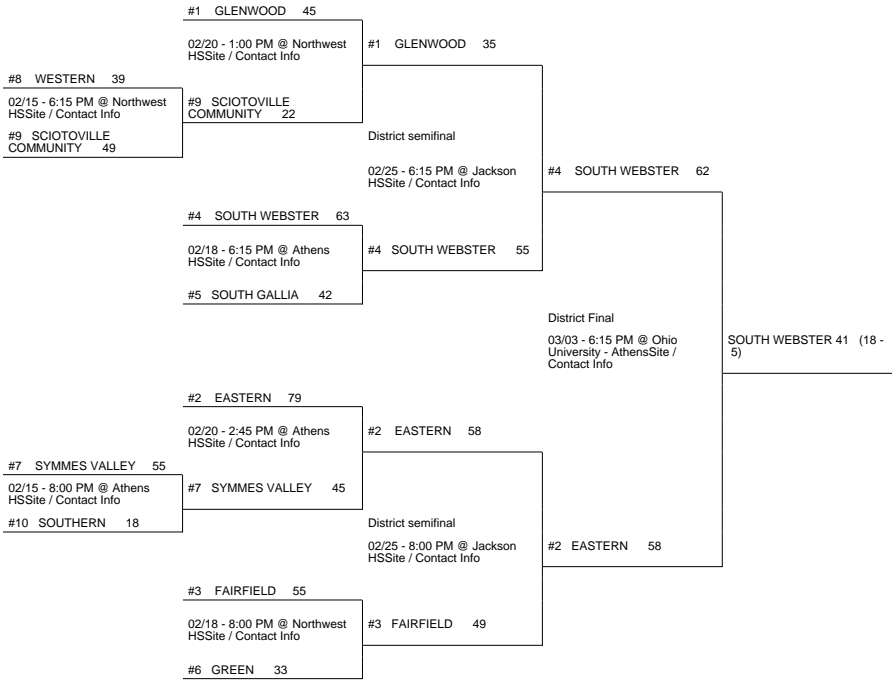 #1 GLENWOOD 45
02/20 - 1:00 PM @ Northwest
HSSite / Contact Info
#1 GLENWOOD 35
#8 WESTERN 39
02/15 - 6:15 PM @ Northwest
HSSite / Contact Info
#9 SCIOTOVILLE
COMMUNITY 49
#9 SCIOTOVILLE
COMMUNITY 22
District semifinal
02/25 - 6:15 PM @ Jackson
HSSite / Contact Info
#4 SOUTH WEBSTER 62
#4 SOUTH WEBSTER 63
02/18 - 6:15 PM @ Athens
HSSite / Contact Info
#4 SOUTH WEBSTER 55
#5 SOUTH GALLIA 42
District Final
03/03 - 6:15 PM @ Ohio
University - AthensSite /
Contact Info
SOUTH WEBSTER 41 (18 -
5)
#2 EASTERN 79
02/20 - 2:45 PM @ Athens
HSSite / Contact Info
#2 EASTERN 58
#7 SYMMES VALLEY 55
02/15 - 8:00 PM @ Athens
HSSite / Contact Info
#10 SOUTHERN 18
#7 SYMMES VALLEY 45
District semifinal
02/25 - 8:00 PM @ Jackson
HSSite / Contact Info
#2 EASTERN 58
#3 FAIRFIELD 55
02/18 - 8:00 PM @ Northwest
HSSite / Contact Info
#3 FAIRFIELD 49
#6 GREEN 33